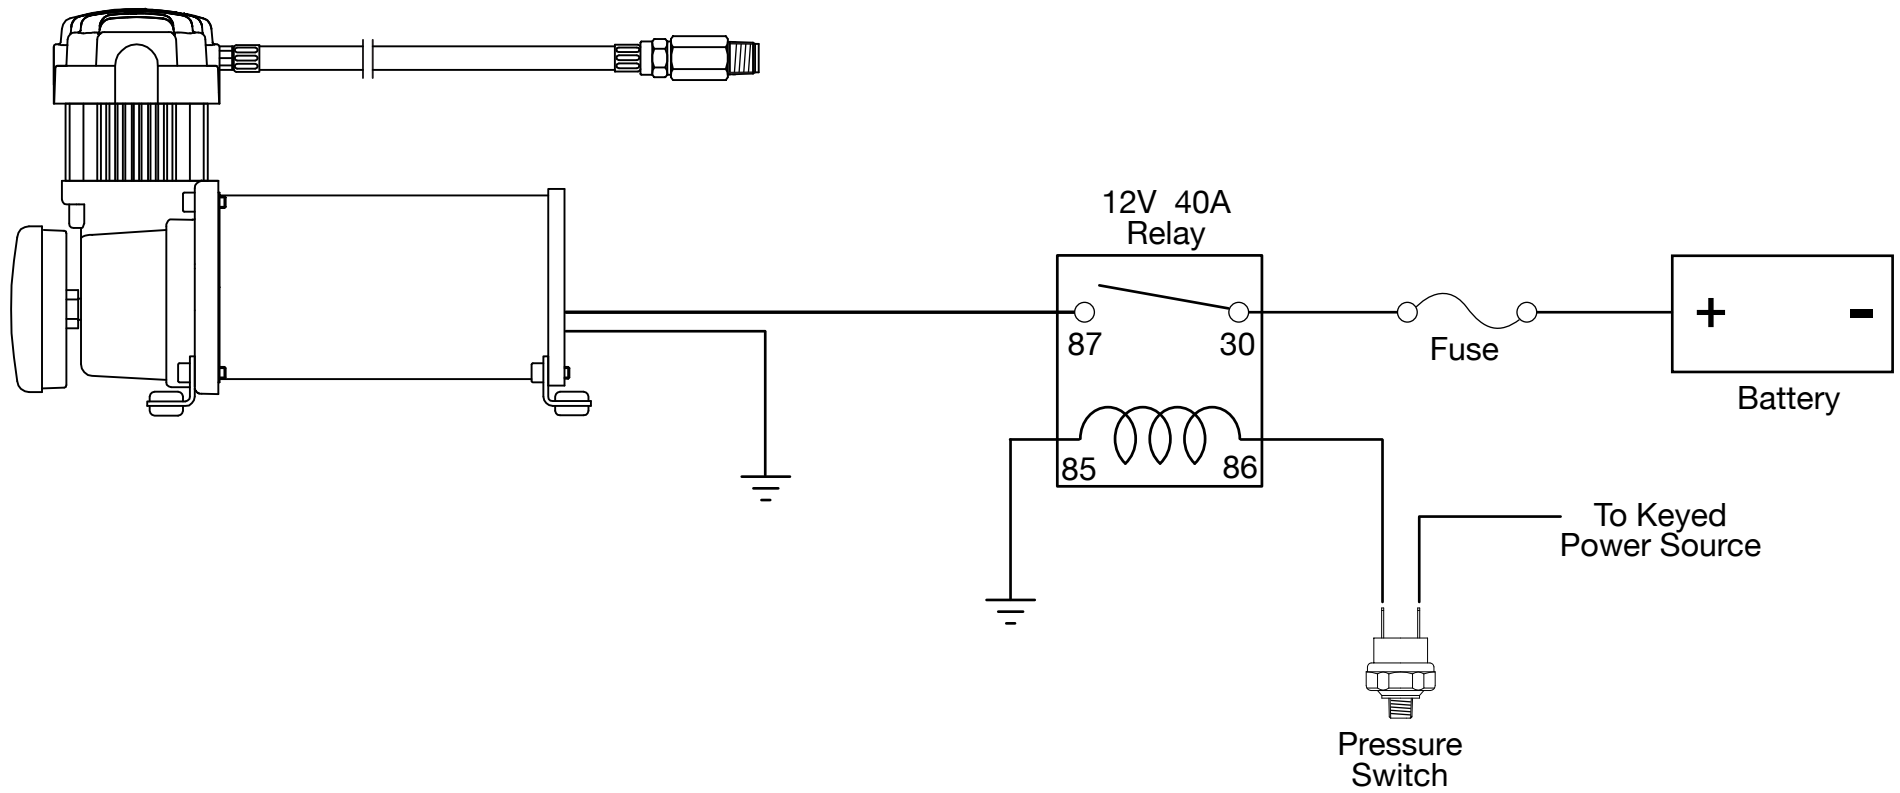 12V 40A
Relay
87
30
Fuse
+
-
Battery
85
86
To Keyed
Power Source
Pressure
Switch